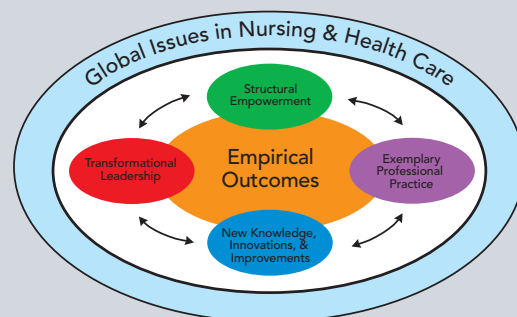 Global Issues in Nursing & Health Care
Structural
Empowerment
Transformational
Leadership
Empirical
Outcomes
Exemplary
Professional
Practice
New Knowledge,
Innovations, &
Improvements